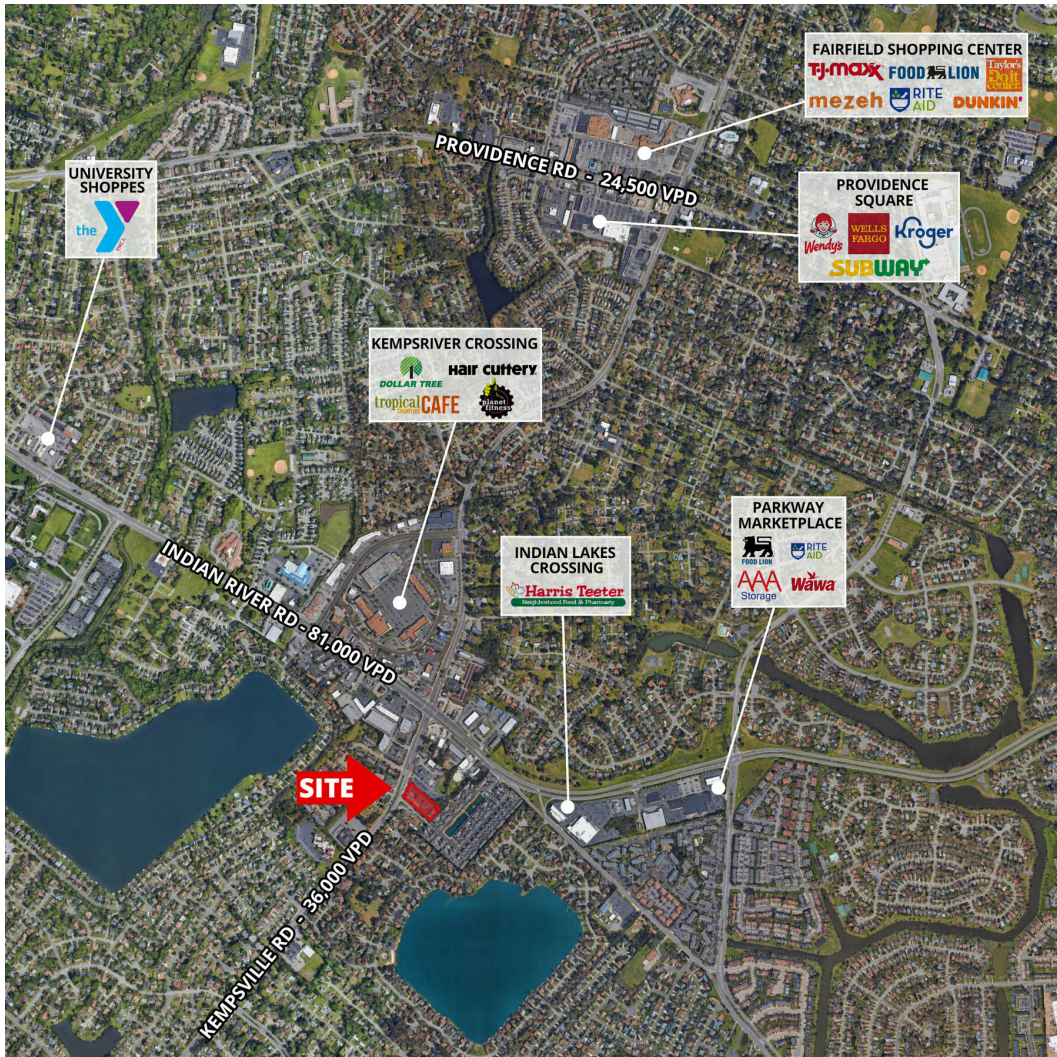 FAIRFIELD SHOPPING CENTER
T·J·maxx FOOD LION Taylor's Do it center
mezeh RITE AID DUNKIN'
PROVIDENCE RD - 24,500 VPD
UNIVERSITY SHOPPES
the YMCA
PROVIDENCE SQUARE
Wendy's WELLS FARGO Kroger
SUBWAY
KEMPSRIVER CROSSING
DOLLAR TREE Hair Cuttery
tropical SMOOTHIE CAFE planet fitness
PARKWAY MARKETPLACE
FOOD LION RITE AID
AAA Storage Wawa
INDIAN LAKES CROSSING
Harris Teeter
Neighborhood Food & Pharmacy
INDIAN RIVER RD - 81,000 VPD
SITE
KEMPSVILLE RD - 36,000 VPD